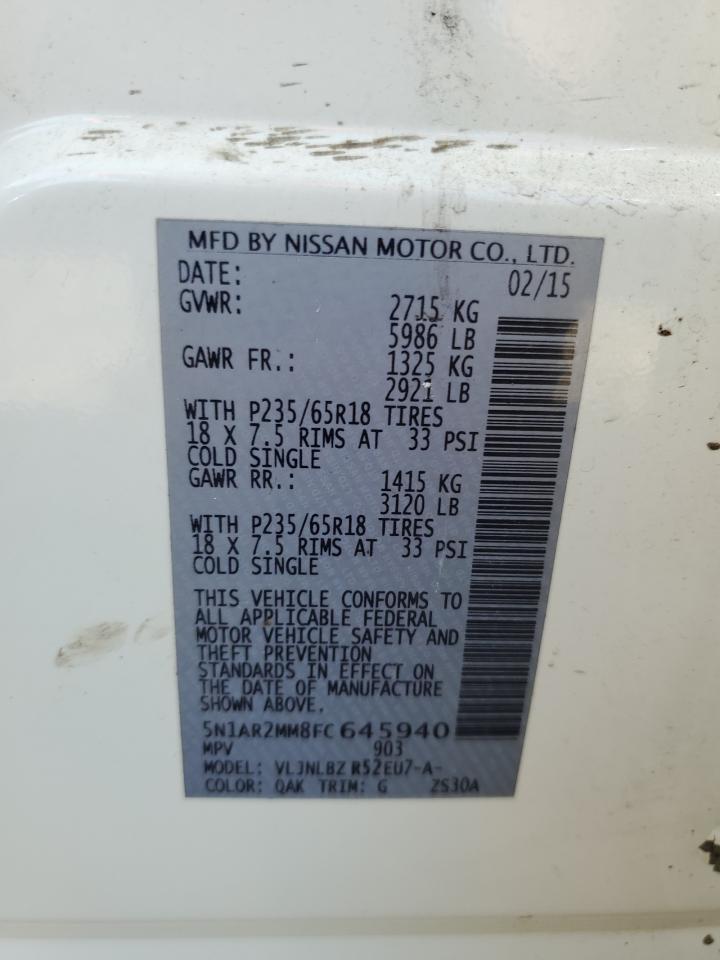 MFD BY NISSAN MOTOR CO., LTD.
DATE: 02/15
GVWR: 2715 KG
5986 LB
GAWR FR.: 1325 KG
2921 LB
WITH P235/65R18 TIRES
18 X 7.5 RIMS AT 33 PSI
COLD SINGLE
GAWR RR.: 1415 KG
3120 LB
WITH P235/65R18 TIRES
18 X 7.5 RIMS AT 33 PSI
COLD SINGLE
THIS VEHICLE CONFORMS TO
ALL APPLICABLE FEDERAL
MOTOR VEHICLE SAFETY AND
THEFT PREVENTION
STANDARDS IN EFFECT ON
THE DATE OF MANUFACTURE
SHOWN ABOVE.
5N1AR2MM8FC645940
MPV 903
MODEL: VLJNLBZ R52EU7-A-
COLOR: QAK TRIM: G ZS30A